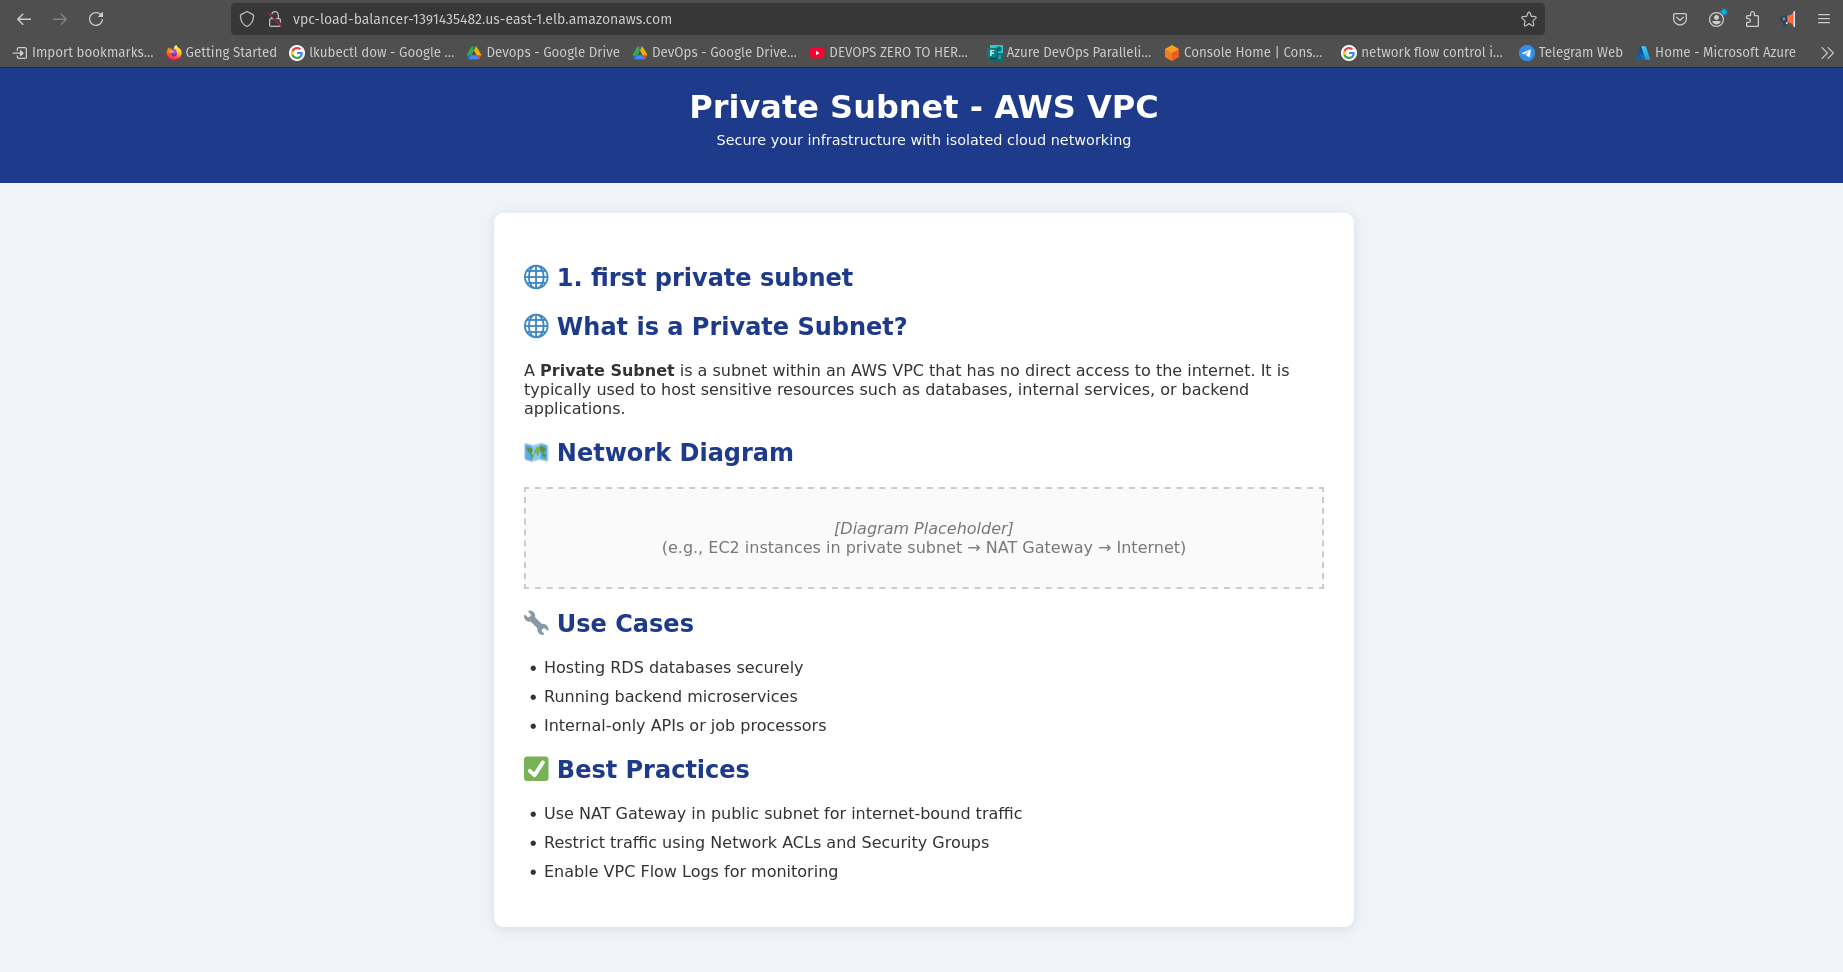 vpc-load-balancer-1391435482.us-east-1.elb.amazonaws.com
Import bookmarks... Getting Started lkubectl dow - Google ... Devops - Google Drive DevOps - Google Drive... DEVOPS ZERO TO HER... Azure DevOps Paralleli... Console Home | Cons... network flow control i... Telegram Web Home - Microsoft Azure
Private Subnet - AWS VPC
Secure your infrastructure with isolated cloud networking
1. first private subnet
What is a Private Subnet?
A Private Subnet is a subnet within an AWS VPC that has no direct access to the internet. It is
typically used to host sensitive resources such as databases, internal services, or backend
applications.
Network Diagram
[Diagram Placeholder]
(e.g., EC2 instances in private subnet → NAT Gateway → Internet)
Use Cases
• Hosting RDS databases securely
• Running backend microservices
• Internal-only APIs or job processors
Best Practices
• Use NAT Gateway in public subnet for internet-bound traffic
• Restrict traffic using Network ACLs and Security Groups
• Enable VPC Flow Logs for monitoring